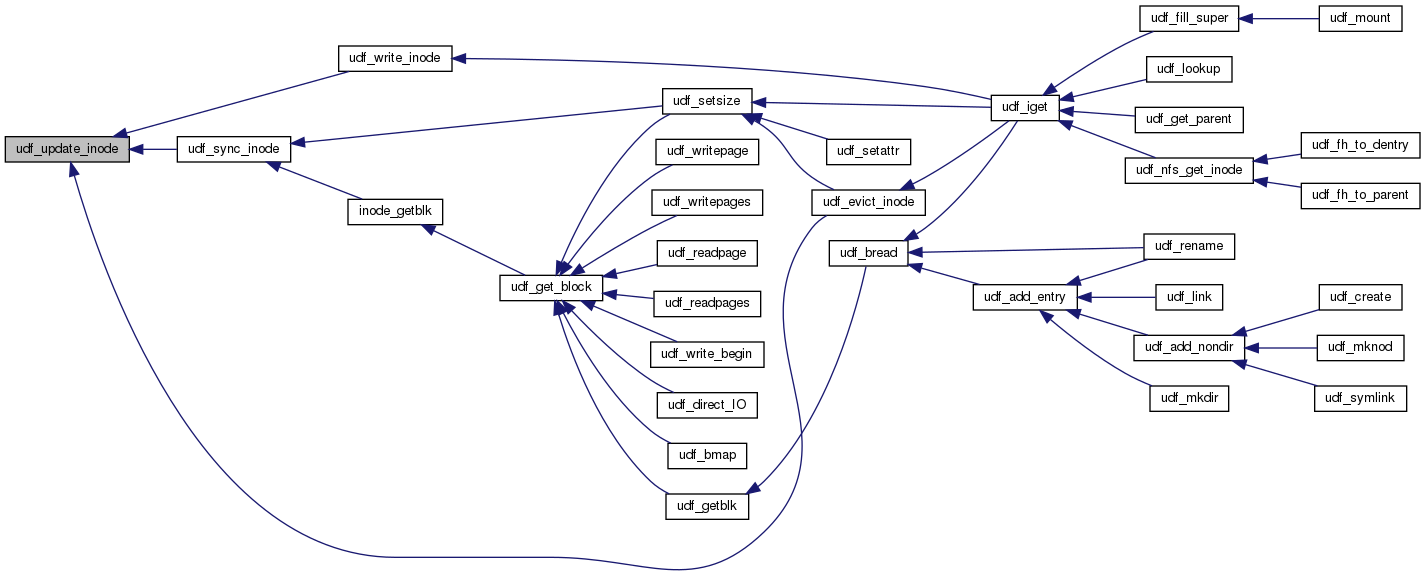 udf_update_inode
udf_write_inode
udf_sync_inode
inode_getblk
udf_get_block
udf_setsize
udf_writepage
udf_writepages
udf_readpage
udf_readpages
udf_write_begin
udf_direct_IO
udf_bmap
udf_getblk
udf_setattr
udf_evict_inode
udf_bread
udf_iget
udf_add_entry
udf_fill_super
udf_lookup
udf_get_parent
udf_nfs_get_inode
udf_rename
udf_link
udf_add_nondir
udf_mkdir
udf_mount
udf_fh_to_dentry
udf_fh_to_parent
udf_create
udf_mknod
udf_symlink